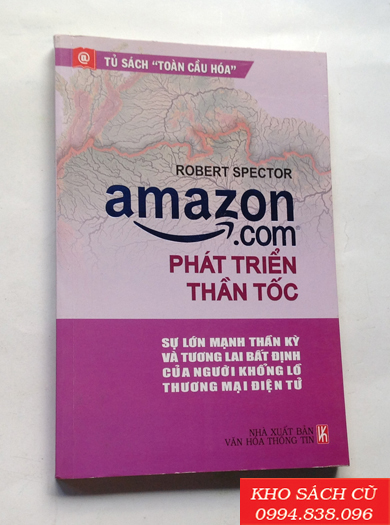 @ TỦ SÁCH "TOÀN CẦU HÓA"
ROBERT SPECTOR
amazon
.com
PHÁT TRIỂN
THẦN TỐC
SỰ LỚN MẠNH THẦN KỲ
VÀ TƯƠNG LAI BẤT ĐỊNH
CỦA NGƯỜI KHỔNG LỒ
THƯƠNG MẠI ĐIỆN TỬ
NHÀ XUẤT BẢN
VĂN HÓA THÔNG TIN
KHO SÁCH CŨ
0994.838.096